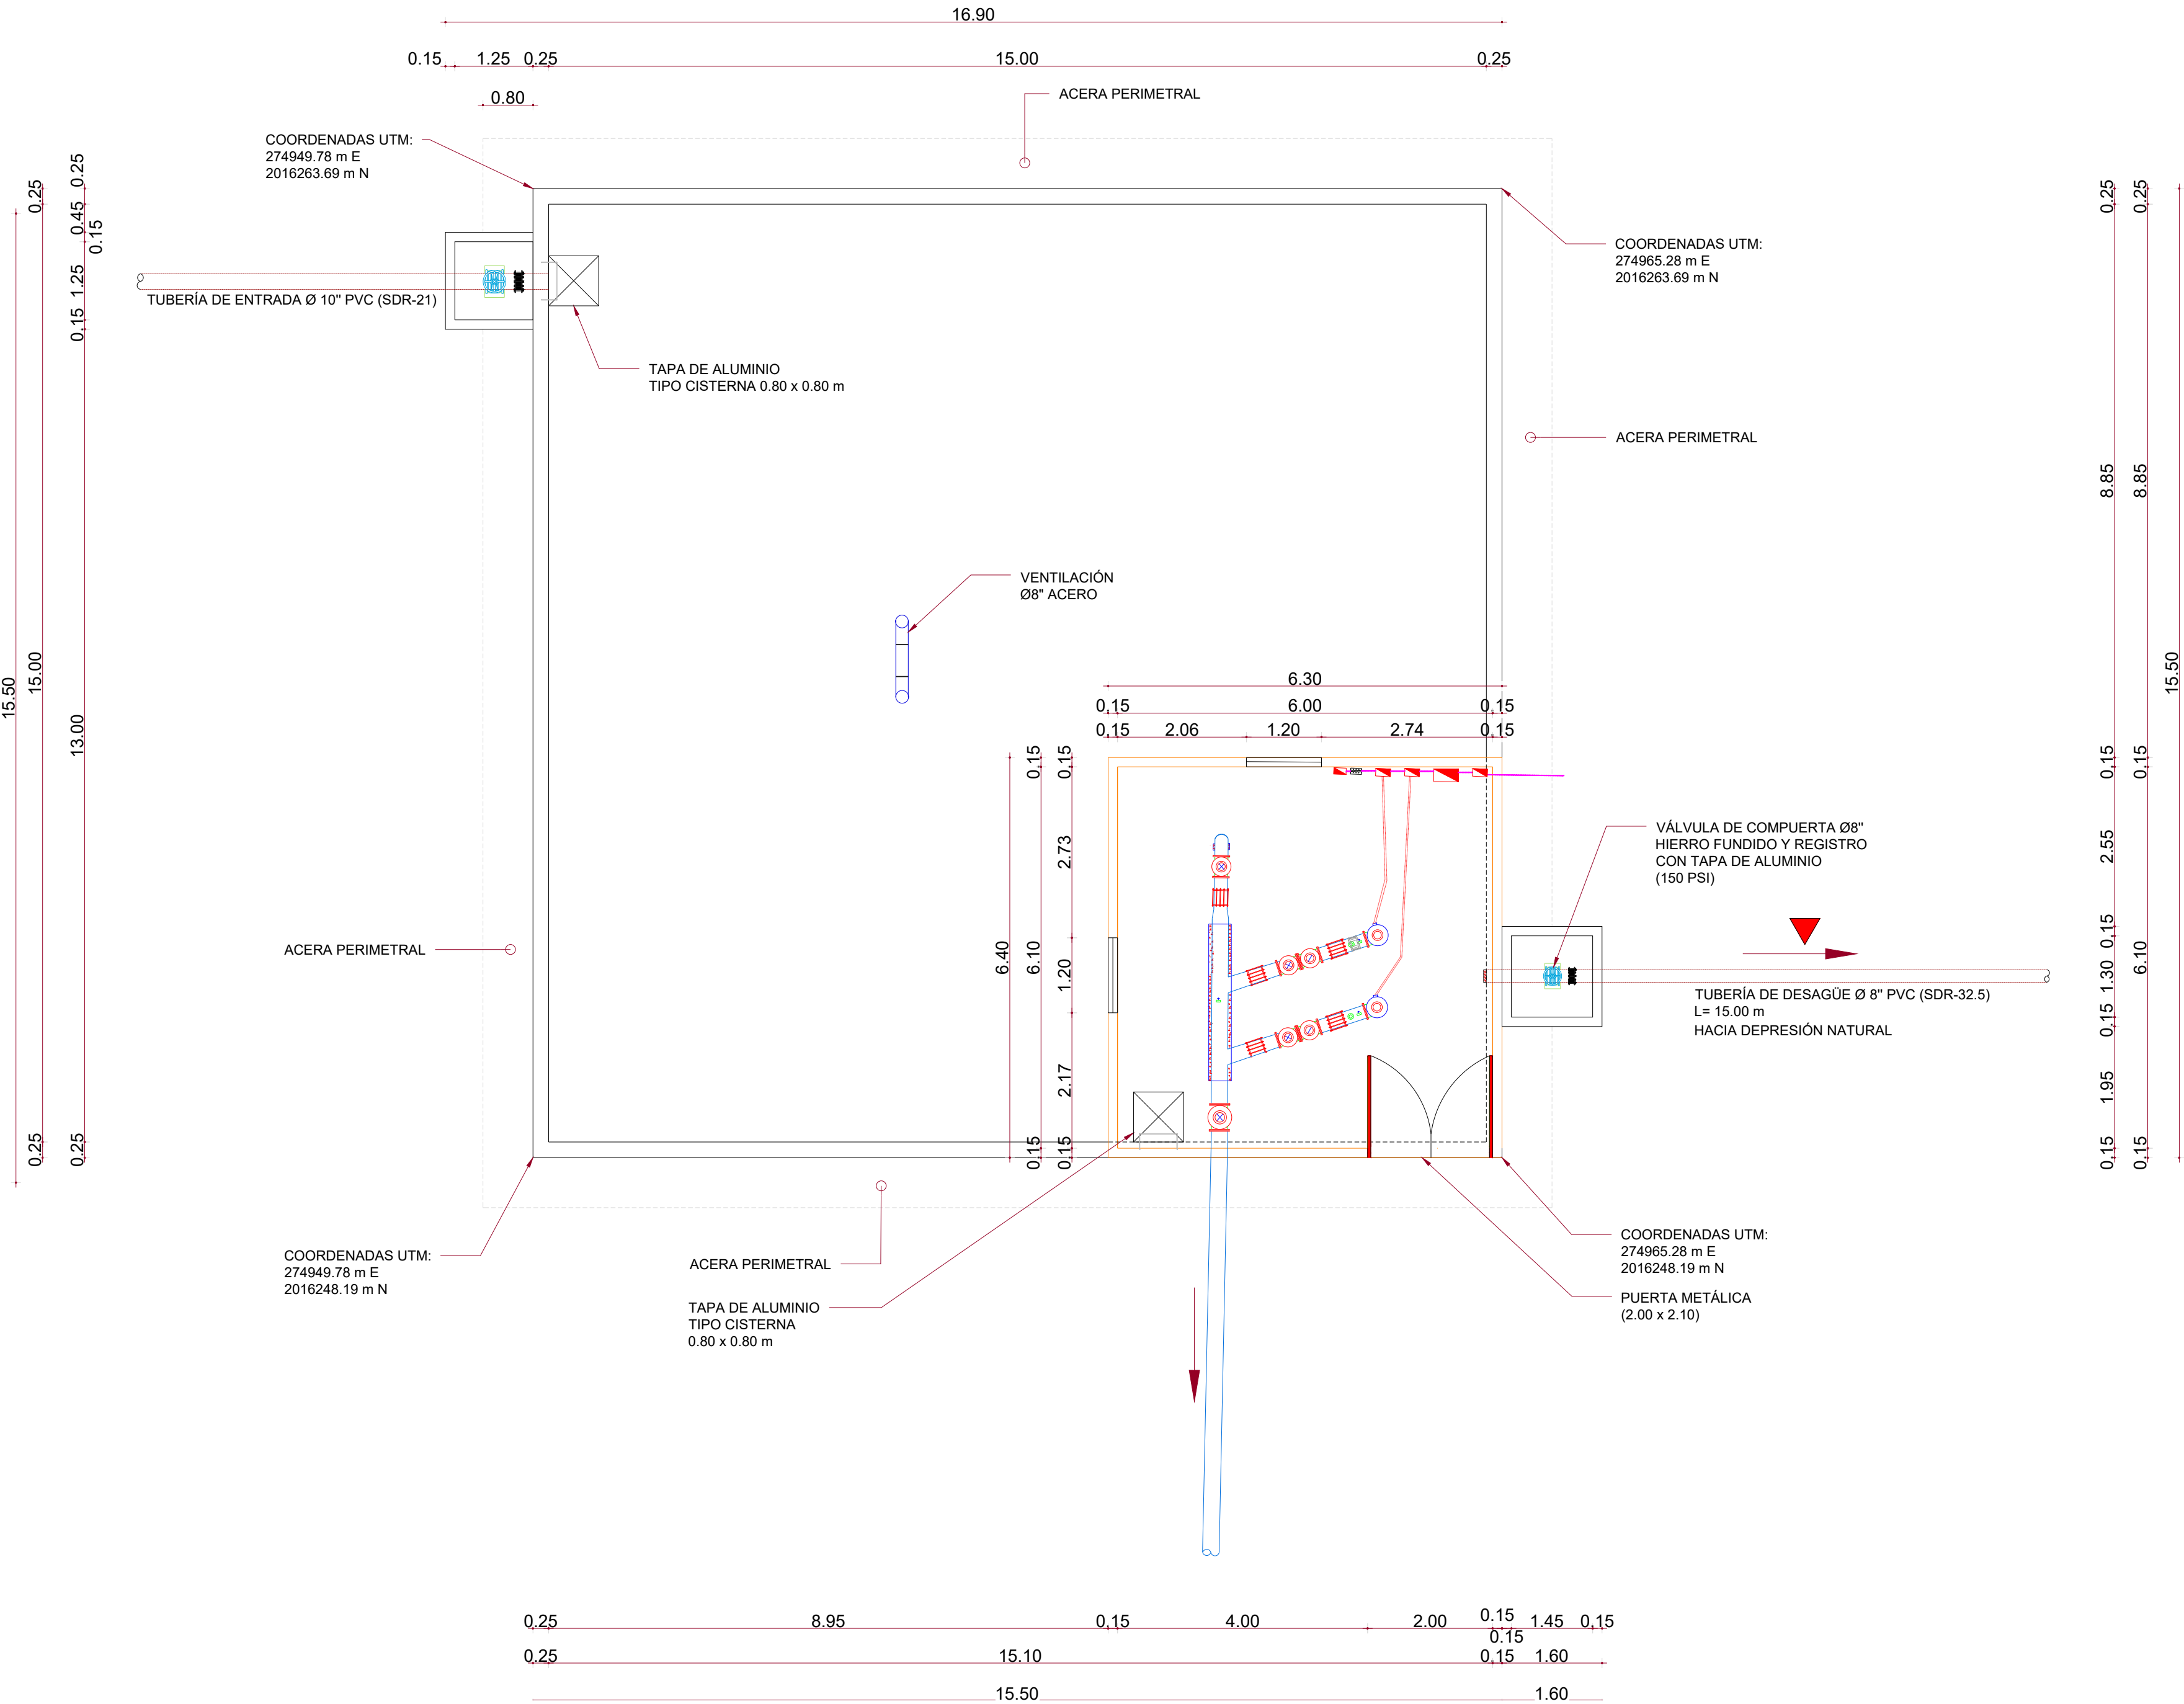 16.90
0.15 1.25 0.25 15.00 0.25
0.80
ACERA PERIMETRAL
COORDENADAS UTM:
274949.78 m E
2016263.69 m N
COORDENADAS UTM:
274965.28 m E
2016263.69 m N
TUBERÍA DE ENTRADA Ø 10" PVC (SDR-21)
TAPA DE ALUMINIO
TIPO CISTERNA 0.80 x 0.80 m
ACERA PERIMETRAL
VENTILACIÓN
Ø8" ACERO
15.50
0.25
15.00
0.25
0.25
0.45
0.15
1.25
0.15
13.00
0.25
6.30
0.15 6.00 0.15
0.15 2.06 1.20 2.74 0.15
6.40
0.15
6.10
0.15
0.15
2.73
1.20
2.17
0.15
VÁLVULA DE COMPUERTA Ø8"
HIERRO FUNDIDO Y REGISTRO
CON TAPA DE ALUMINIO
(150 PSI)
TUBERÍA DE DESAGÜE Ø 8" PVC (SDR-32.5)
L= 15.00 m
HACIA DEPRESIÓN NATURAL
0.25
8.85
0.15
2.55
0.15
1.30
0.15
1.95
0.15
0.25
8.85
0.15
6.10
0.15
15.50
ACERA PERIMETRAL
COORDENADAS UTM:
274949.78 m E
2016248.19 m N
ACERA PERIMETRAL
TAPA DE ALUMINIO
TIPO CISTERNA
0.80 x 0.80 m
COORDENADAS UTM:
274965.28 m E
2016248.19 m N
PUERTA METÁLICA
(2.00 x 2.10)
0.25 8.95 0.15 4.00 2.00 0.15 1.45 0.15
0.15
0.25 15.10 0.15 1.60
15.50 1.60